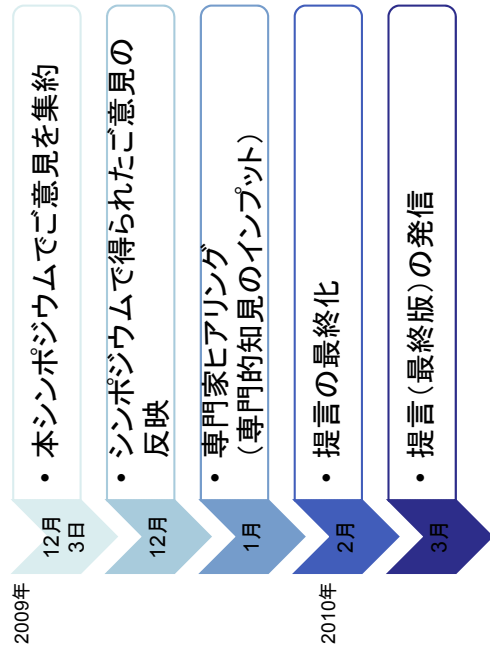 2009年
12月
3日
• 本シンポジウムでご意見を集約
12月
• シンポジウムで得られたご意見の
反映
1月
• 専門家ヒアリング
(専門的知見のインプット)
2010年
2月
• 提言の最終化
3月
• 提言(最終版)の発信